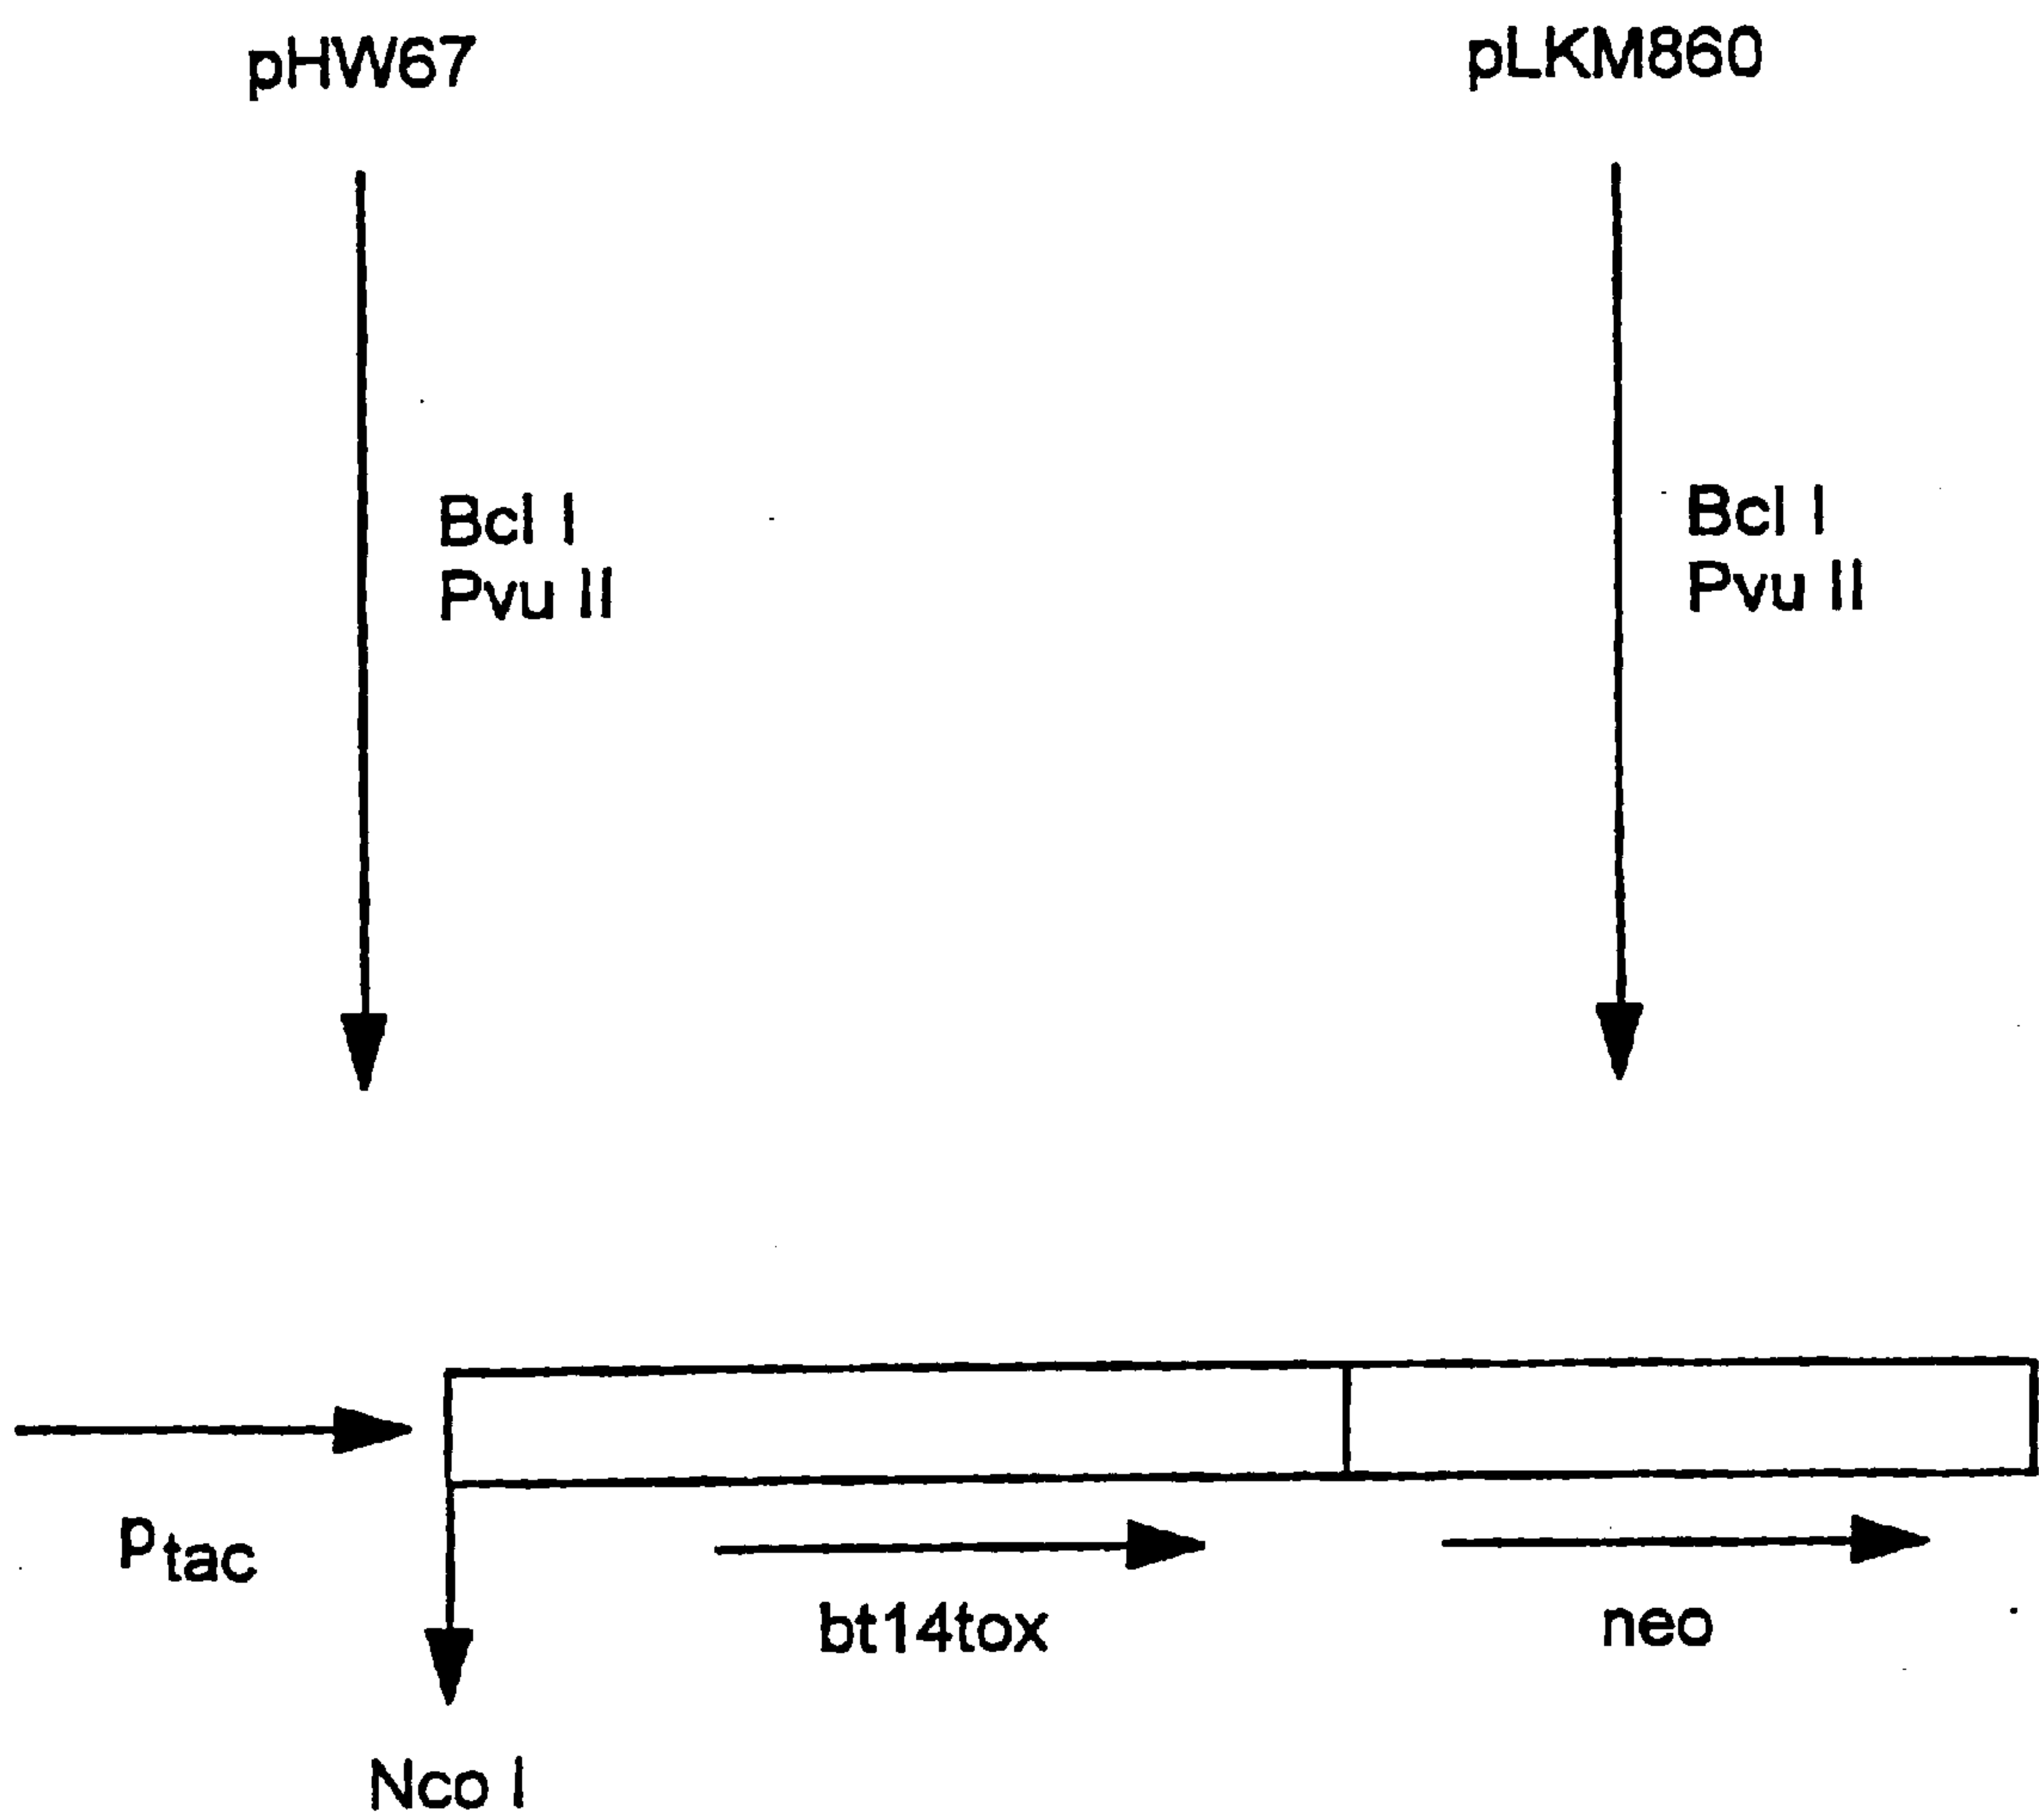 pHW67
pLKM860
Bcl I
Pvu II
Bcl I
Pvu II
Ptac
bt14tox
neo
Nco I